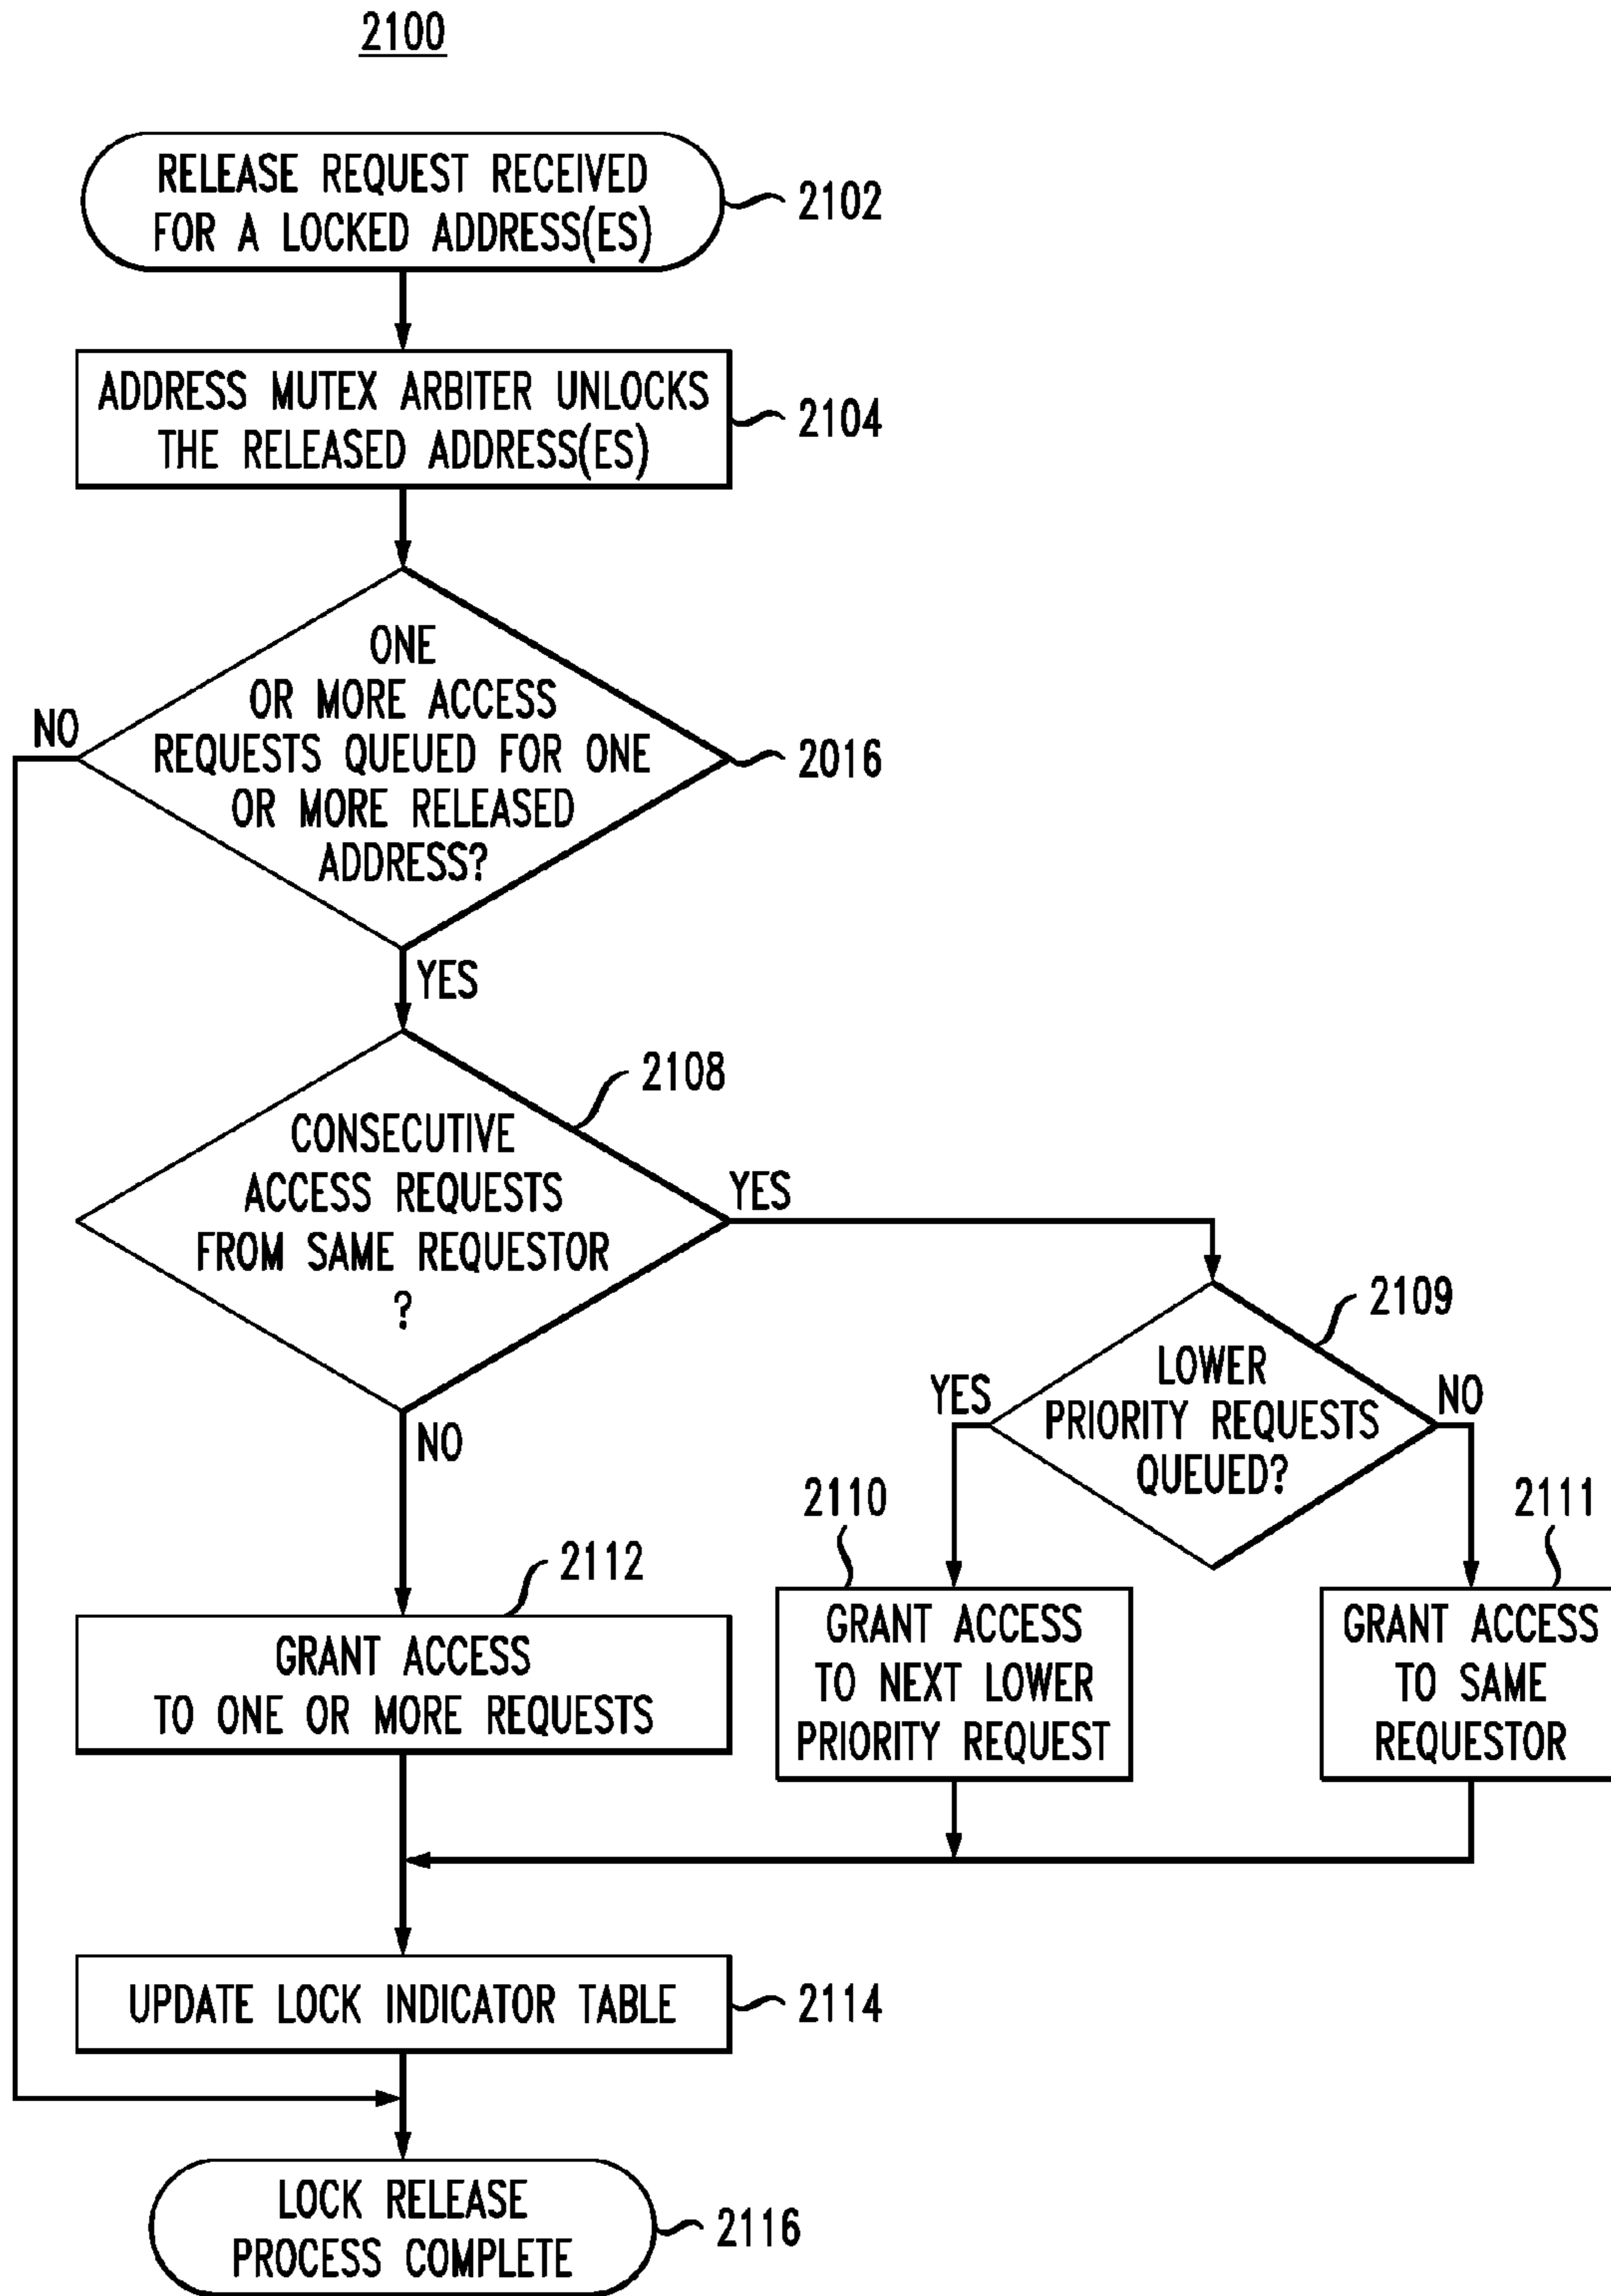 2100
RELEASE REQUEST RECEIVED
FOR A LOCKED ADDRESS(ES)
2102
ADDRESS MUTEX ARBITER UNLOCKS
THE RELEASED ADDRESS(ES)
2104
ONE
OR MORE ACCESS
REQUESTS QUEUED FOR ONE
OR MORE RELEASED
ADDRESS?
2016
NO
YES
CONSECUTIVE
ACCESS REQUESTS
FROM SAME REQUESTOR
?
2108
YES
NO
LOWER
PRIORITY REQUESTS
QUEUED?
2109
YES
NO
GRANT ACCESS
TO NEXT LOWER
PRIORITY REQUEST
2110
GRANT ACCESS
TO SAME
REQUESTOR
2111
GRANT ACCESS
TO ONE OR MORE REQUESTS
2112
UPDATE LOCK INDICATOR TABLE
2114
LOCK RELEASE
PROCESS COMPLETE
2116